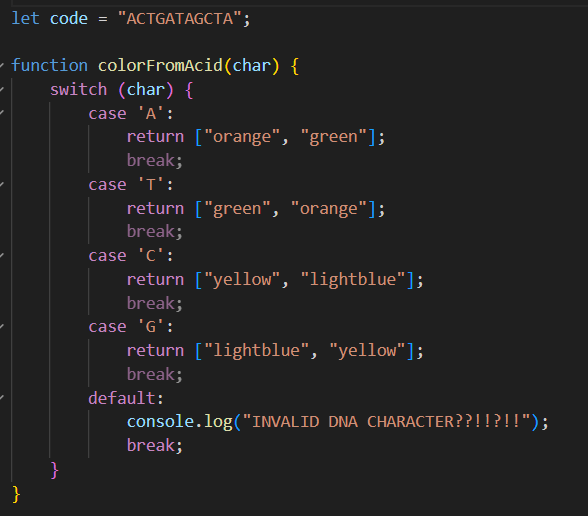 let code = "ACTGATAGCTA";
function colorFromAcid(char) {
switch (char) {
case 'A':
return ["orange", "green"];
break;
case 'T':
return ["green", "orange"];
break;
case 'C':
return ["yellow", "lightblue"];
break;
case 'G':
return ["lightblue", "yellow"];
break;
default:
console.log("INVALID DNA CHARACTER??!!?!!");
break;
}
}